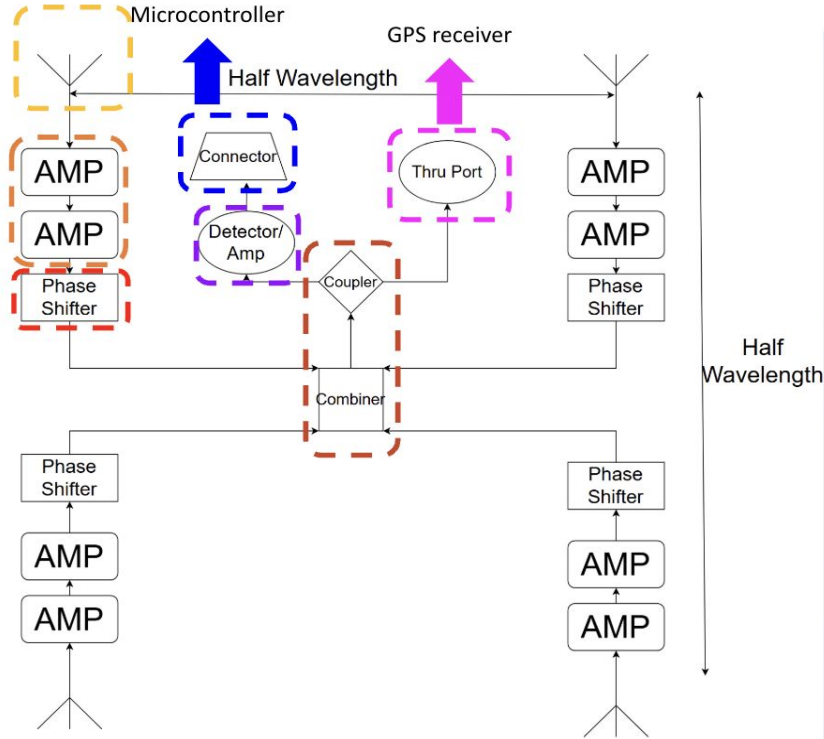 Microcontroller
GPS receiver
Half Wavelength
AMP
Connector
Thru Port
AMP
AMP
Detector/
Amp
AMP
Phase
Shifter
Coupler
Phase
Shifter
Half
Wavelength
Combiner
Phase
Shifter
Phase
Shifter
AMP
AMP
AMP
AMP